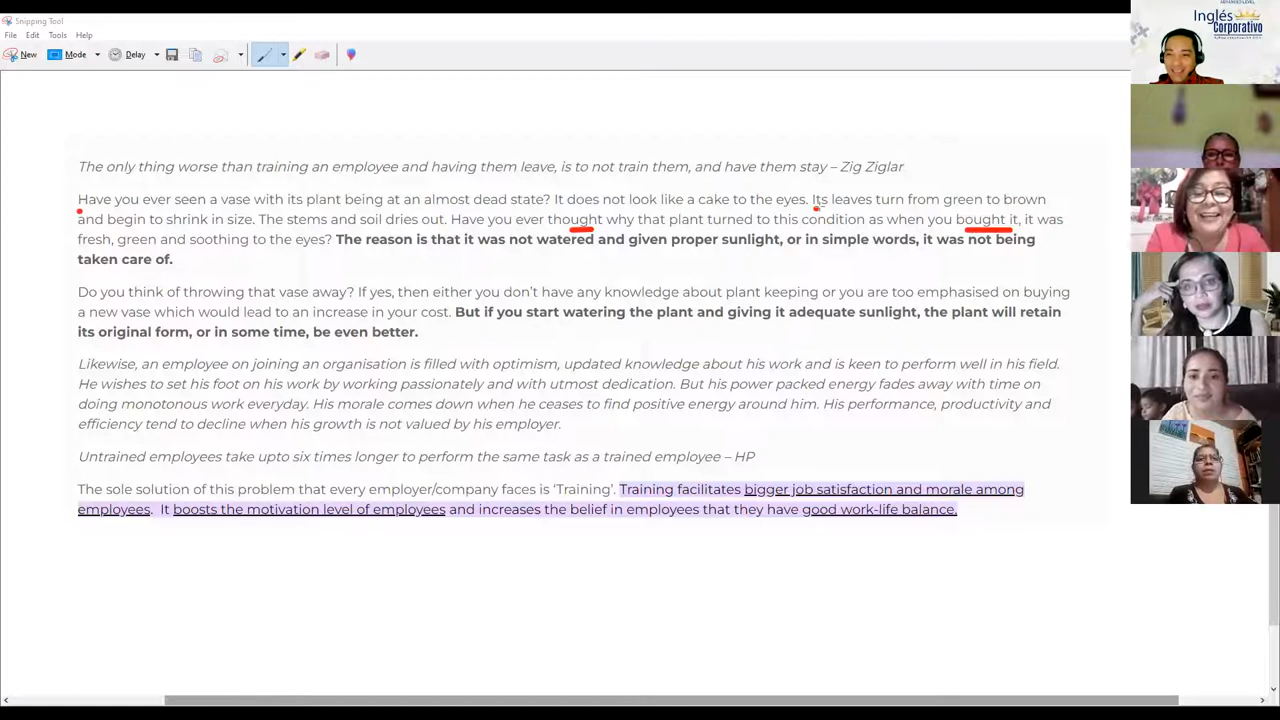 Snipping Tool
File Edit Tools Help
New Mode Delay
ADVANCED LEVEL
Inglés
Corporativo
The only thing worse than training an employee and having them leave, is to not train them, and have them stay – Zig Ziglar
Have you ever seen a vase with its plant being at an almost dead state? It does not look like a cake to the eyes. Its leaves turn from green to brown
and begin to shrink in size. The stems and soil dries out. Have you ever thought why that plant turned to this condition as when you bought it, it was
fresh, green and soothing to the eyes? The reason is that it was not watered and given proper sunlight, or in simple words, it was not being
taken care of.
Do you think of throwing that vase away? If yes, then either you don't have any knowledge about plant keeping or you are too emphasised on buying
a new vase which would lead to an increase in your cost. But if you start watering the plant and giving it adequate sunlight, the plant will retain
its original form, or in some time, be even better.
Likewise, an employee on joining an organisation is filled with optimism, updated knowledge about his work and is keen to perform well in his field.
He wishes to set his foot on his work by working passionately and with utmost dedication. But his power packed energy fades away with time on
doing monotonous work everyday. His morale comes down when he ceases to find positive energy around him. His performance, productivity and
efficiency tend to decline when his growth is not valued by his employer.
Untrained employees take upto six times longer to perform the same task as a trained employee – HP
The sole solution of this problem that every employer/company faces is 'Training'. Training facilitates bigger job satisfaction and morale among
employees. It boosts the motivation level of employees and increases the belief in employees that they have good work-life balance.